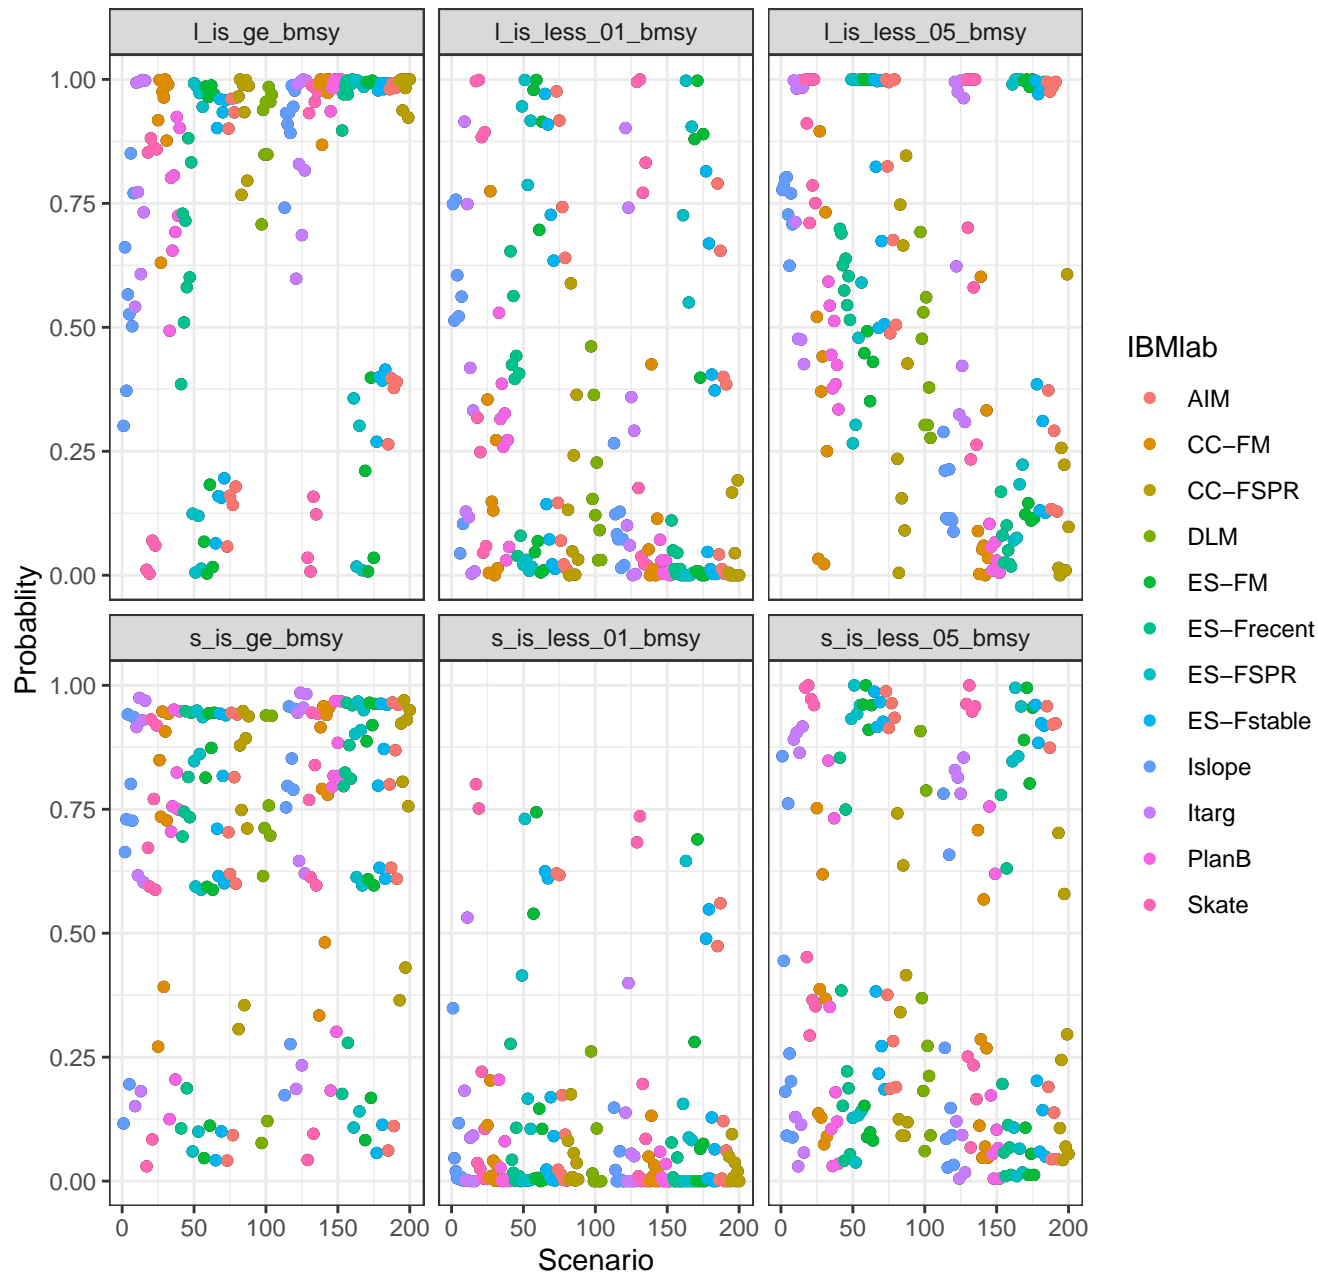 l_is_ge_bmsy
l_is_less_01_bmsy
l_is_less_05_bmsy
1.00
0.75
0.50
0.25
0.00
s_is_ge_bmsy
s_is_less_01_bmsy
s_is_less_05_bmsy
1.00
0.75
0.50
0.25
0.00
0 50 100 150 200
0 50 100 150 200
0 50 100 150 200
Scenario
Probablity
IBMlab
AIM
CC−FM
CC−FSPR
DLM
ES−FM
ES−Frecent
ES−FSPR
ES−Fstable
Islope
Itarg
PlanB
Skate